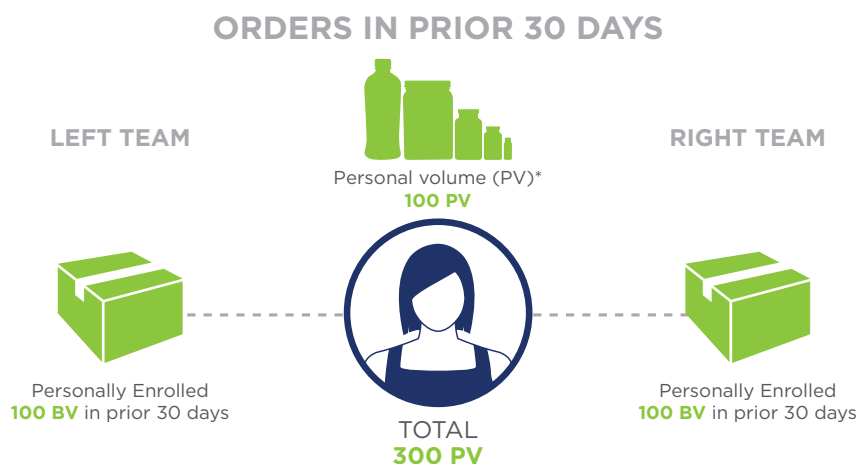 ORDERS IN PRIOR 30 DAYS
LEFT TEAM
RIGHT TEAM
Personal volume (PV)*
100 PV
Personally Enrolled
100 BV in prior 30 days
Personally Enrolled
100 BV in prior 30 days
TOTAL
300 PV